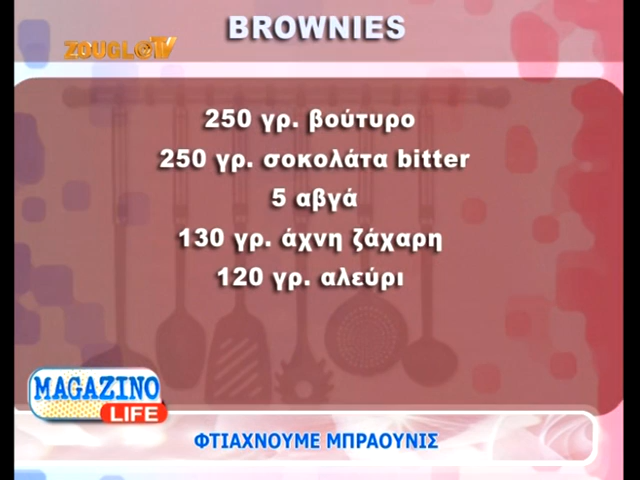 BROWNIES
ZOUGL@TV
250 γρ. βούτυρο
250 γρ. σοκολάτα bitter
5 αβγά
130 γρ. άχνη ζάχαρη
120 γρ. αλεύρι
MAGAZINO
LIFE
ΦΤΙΑΧΝΟΥΜΕ ΜΠΡΑΟΥΝΙΣ